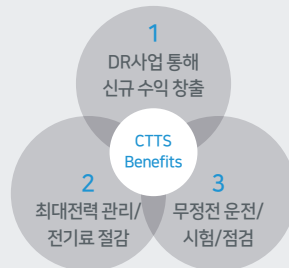 1
DR사업 통해
신규 수익 창출
CTTS
Benefits
2
최대전력 관리/
전기료 절감
3
무정전 운전/
시험/점검